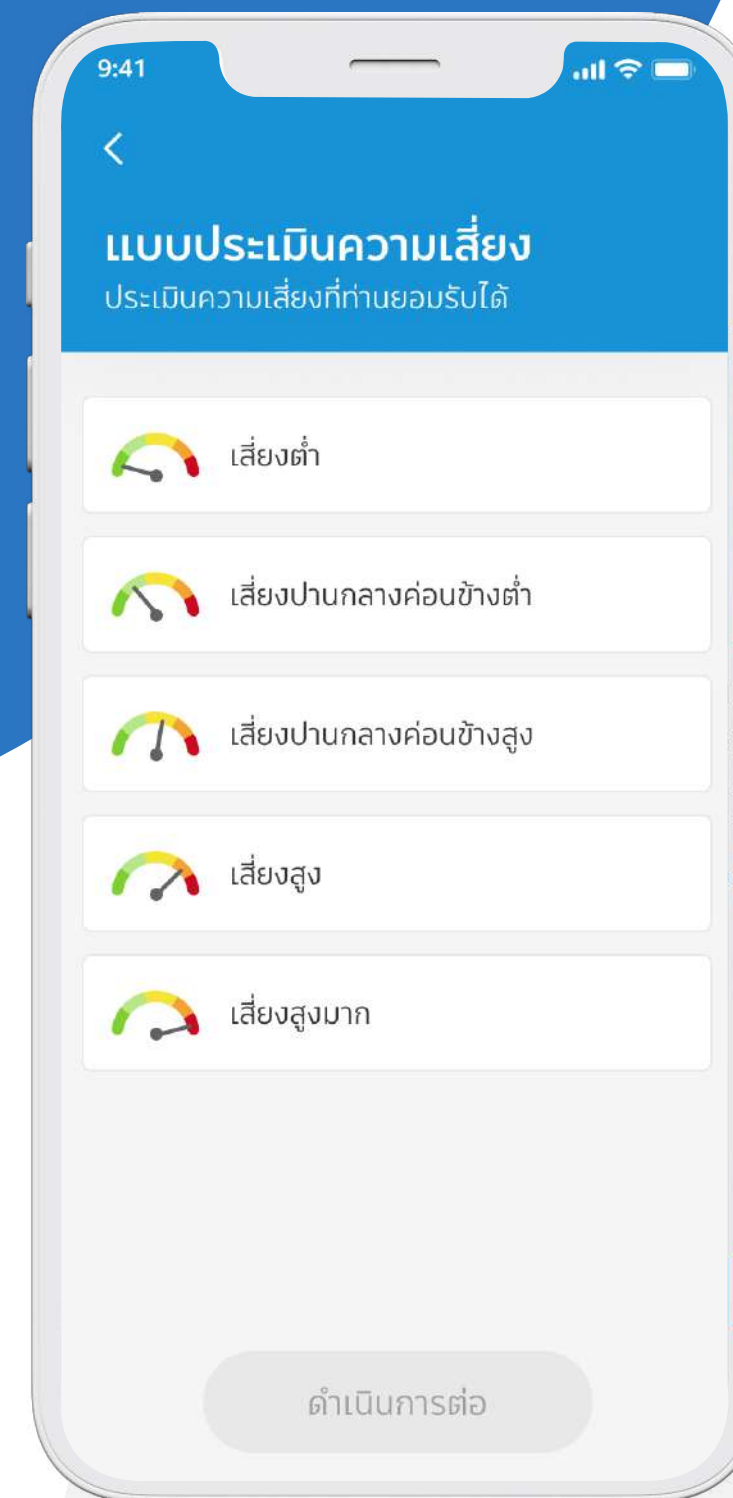 9:41
แบบประเมินความเสี่ยง
ประเมินความเสี่ยงที่ท่านยอมรับได้
เสี่ยงต่ำ
เสี่ยงปานกลางค่อนข้างต่ำ
เสี่ยงปานกลางค่อนข้างสูง
เสี่ยงสูง
เสี่ยงสูงมาก
ดำเนินการต่อ